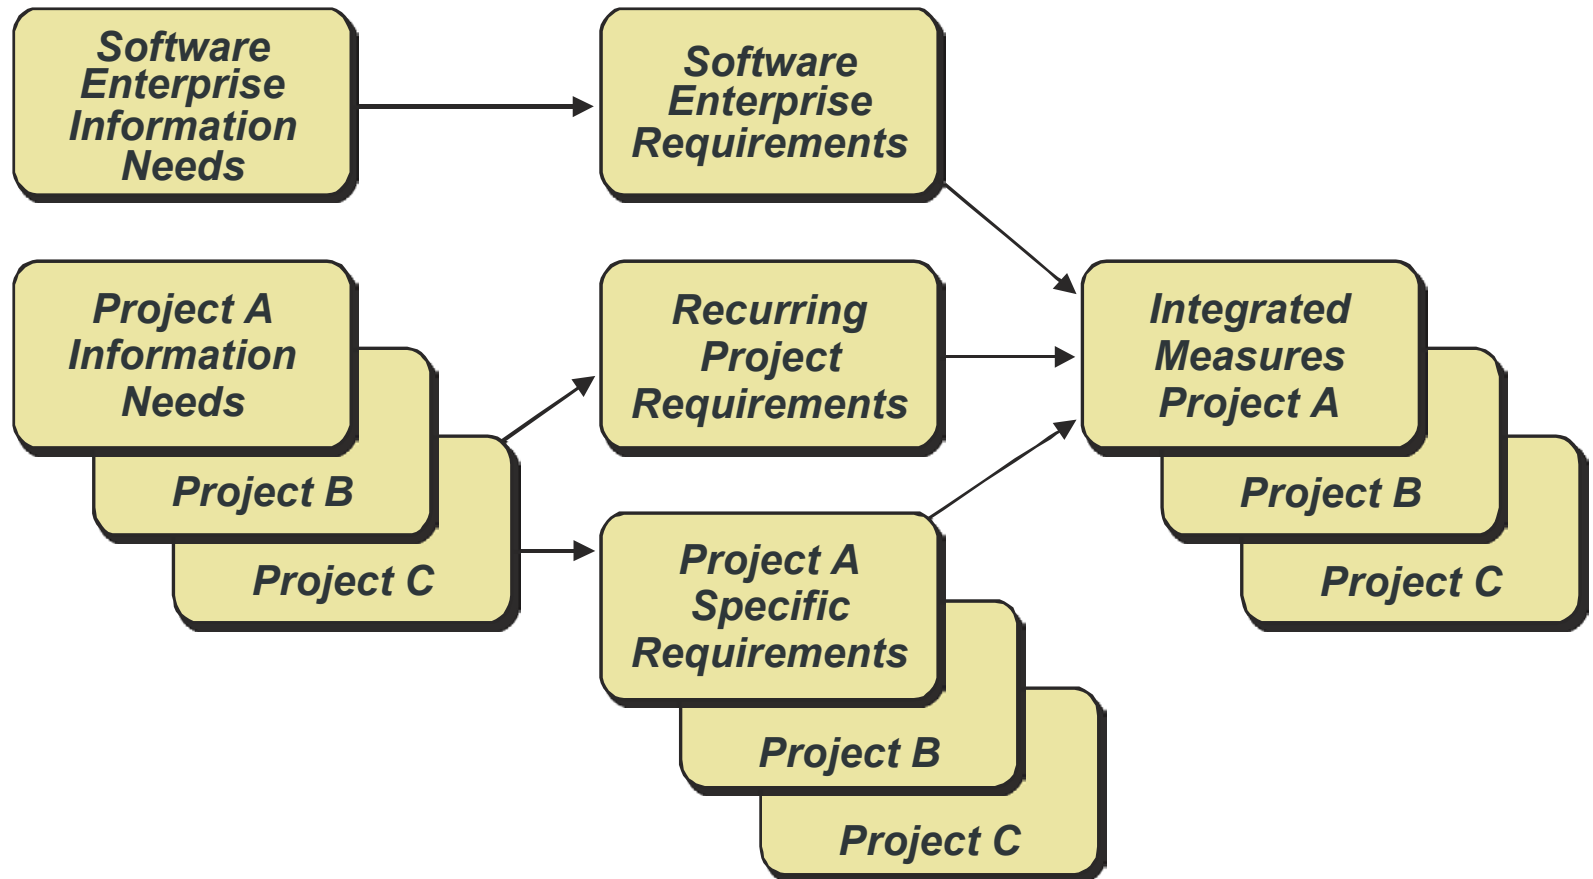 Software
Enterprise
Information
Needs
Software
Enterprise
Requirements
Project A
Information
Needs
Project B
Project C
Recurring
Project
Requirements
Project A
Specific
Requirements
Project B
Project C
Integrated
Measures
Project A
Project B
Project C